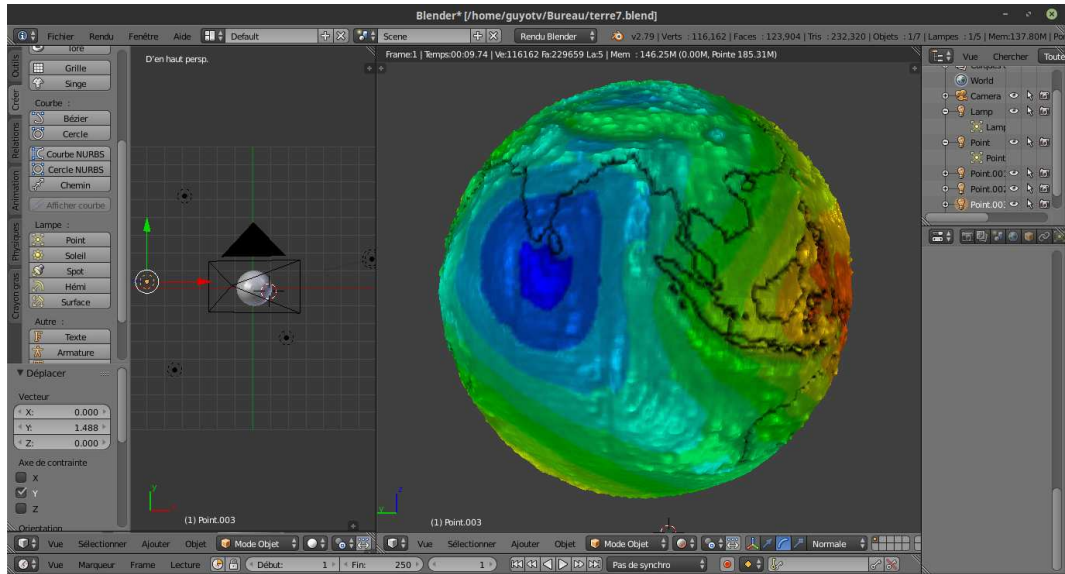 Blender* [/home/guyotv/Bureau/terre7.blend]
Fichier Rendu Fenêtre Aide Default Scene Rendu Blender v2.79 | Verts :116,162 | Faces :123,904 | Tris :232,320 | Objets :1/7 | Lampes :1/5 | Mem:137.80M |
Frame:1 | Temps:00:09.74 | Ve:116162 Fa:229659 La:5 | Mem :146.25M (0.00M, Pointe 185.31M)
Vue Chercher
World
Camera
Lamp
Lamp
Point
Point
Point.001
Point.002
Point.003
Outils
Créer
Relations
Animation
Physiques
Crayon gras
Tore
Grille
Singe
Courbe :
Bézier
Cercle
Courbe NURBS
Cercle NURBS
Chemin
Afficher courbe
Lampe :
Point
Soleil
Spot
Hémi
Surface
Autre :
Texte
Armature
Déplacer
Vecteur
X: 0.000
Y: 1.488
Z: 0.000
Axe de contrainte
X
Y
Z
Orientation
D'en haut persp.
y
(1) Point.003
y
z
(1) Point.003
Vue Sélectionner Ajouter Objet Mode Objet
Vue Sélectionner Ajouter Objet Mode Objet Normale
Vue Marqueur Frame Lecture Début: 1 Fin: 250 1 Pas de synchro